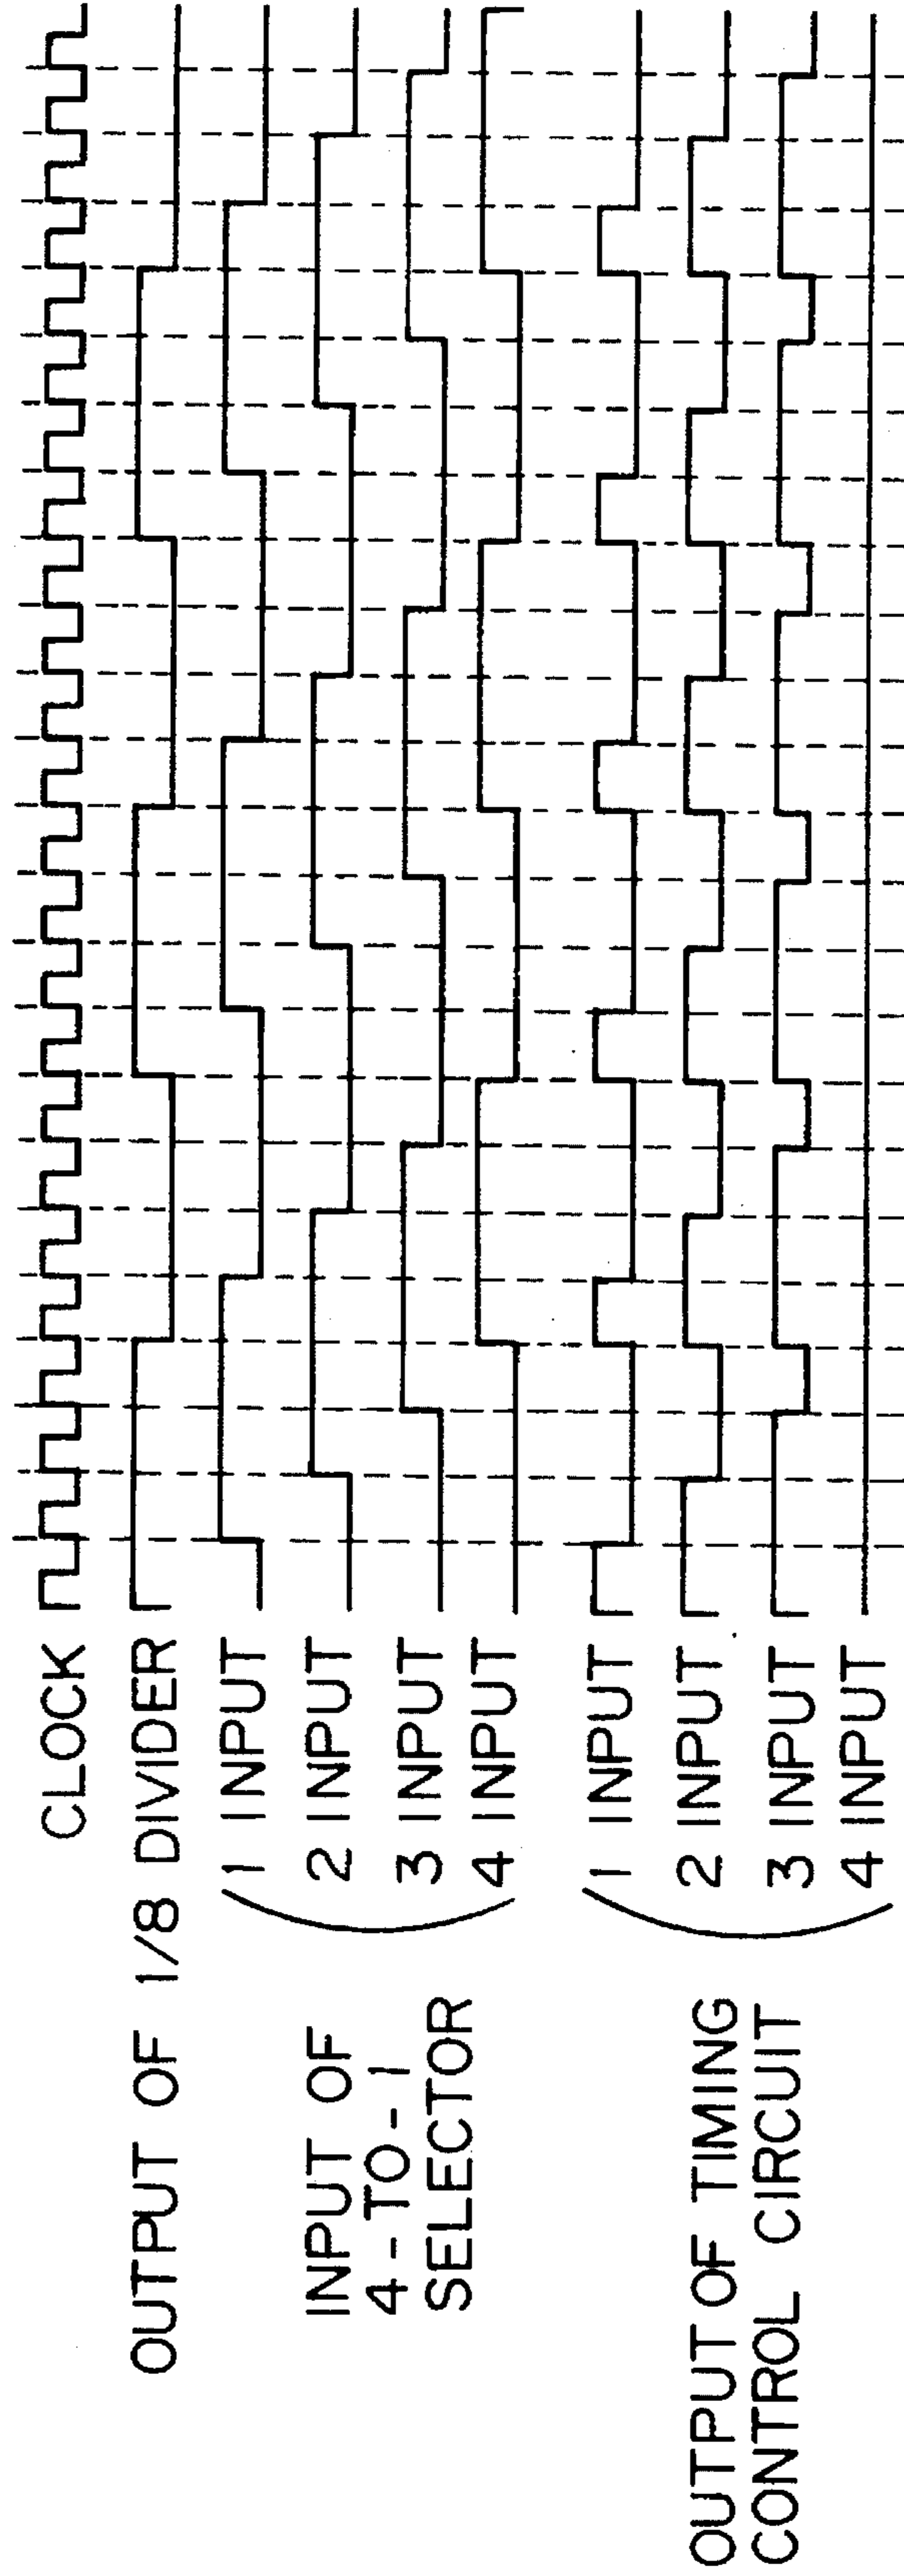 CLOCK
OUTPUT OF 1/8 DIVIDER
INPUT OF
4-TO-1
SELECTOR
1 INPUT
2 INPUT
3 INPUT
4 INPUT
OUTPUT OF TIMING
CONTROL CIRCUIT
1 INPUT
2 INPUT
3 INPUT
4 INPUT